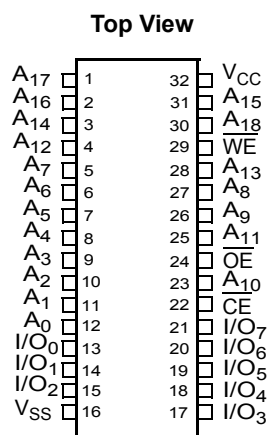 Top View
A17 1 32 VCC
A16 2 31 A15
A14 3 30 A18
A12 4 29 WE
A7 5 28 A13
A6 6 27 A8
A5 7 26 A9
A4 8 25 A11
A3 9 24 OE
A2 10 23 A10
A1 11 22 CE
A0 12 21 I/O7
I/O0 13 20 I/O6
I/O1 14 19 I/O5
I/O2 15 18 I/O4
VSS 16 17 I/O3